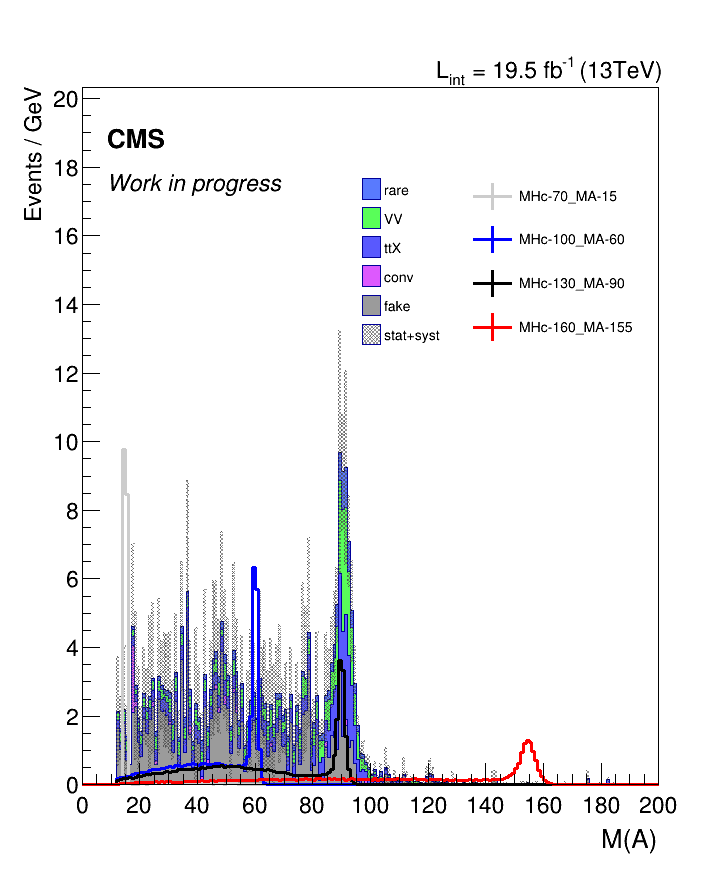 L_int = 19.5 fb^-1 (13TeV)
Events / GeV
CMS
Work in progress
rare
VV
ttX
conv
fake
stat+syst
MHc-70_MA-15
MHc-100_MA-60
MHc-130_MA-90
MHc-160_MA-155
20
18
16
14
12
10
8
6
4
2
0
0 20 40 60 80 100 120 140 160 180 200
M(A)